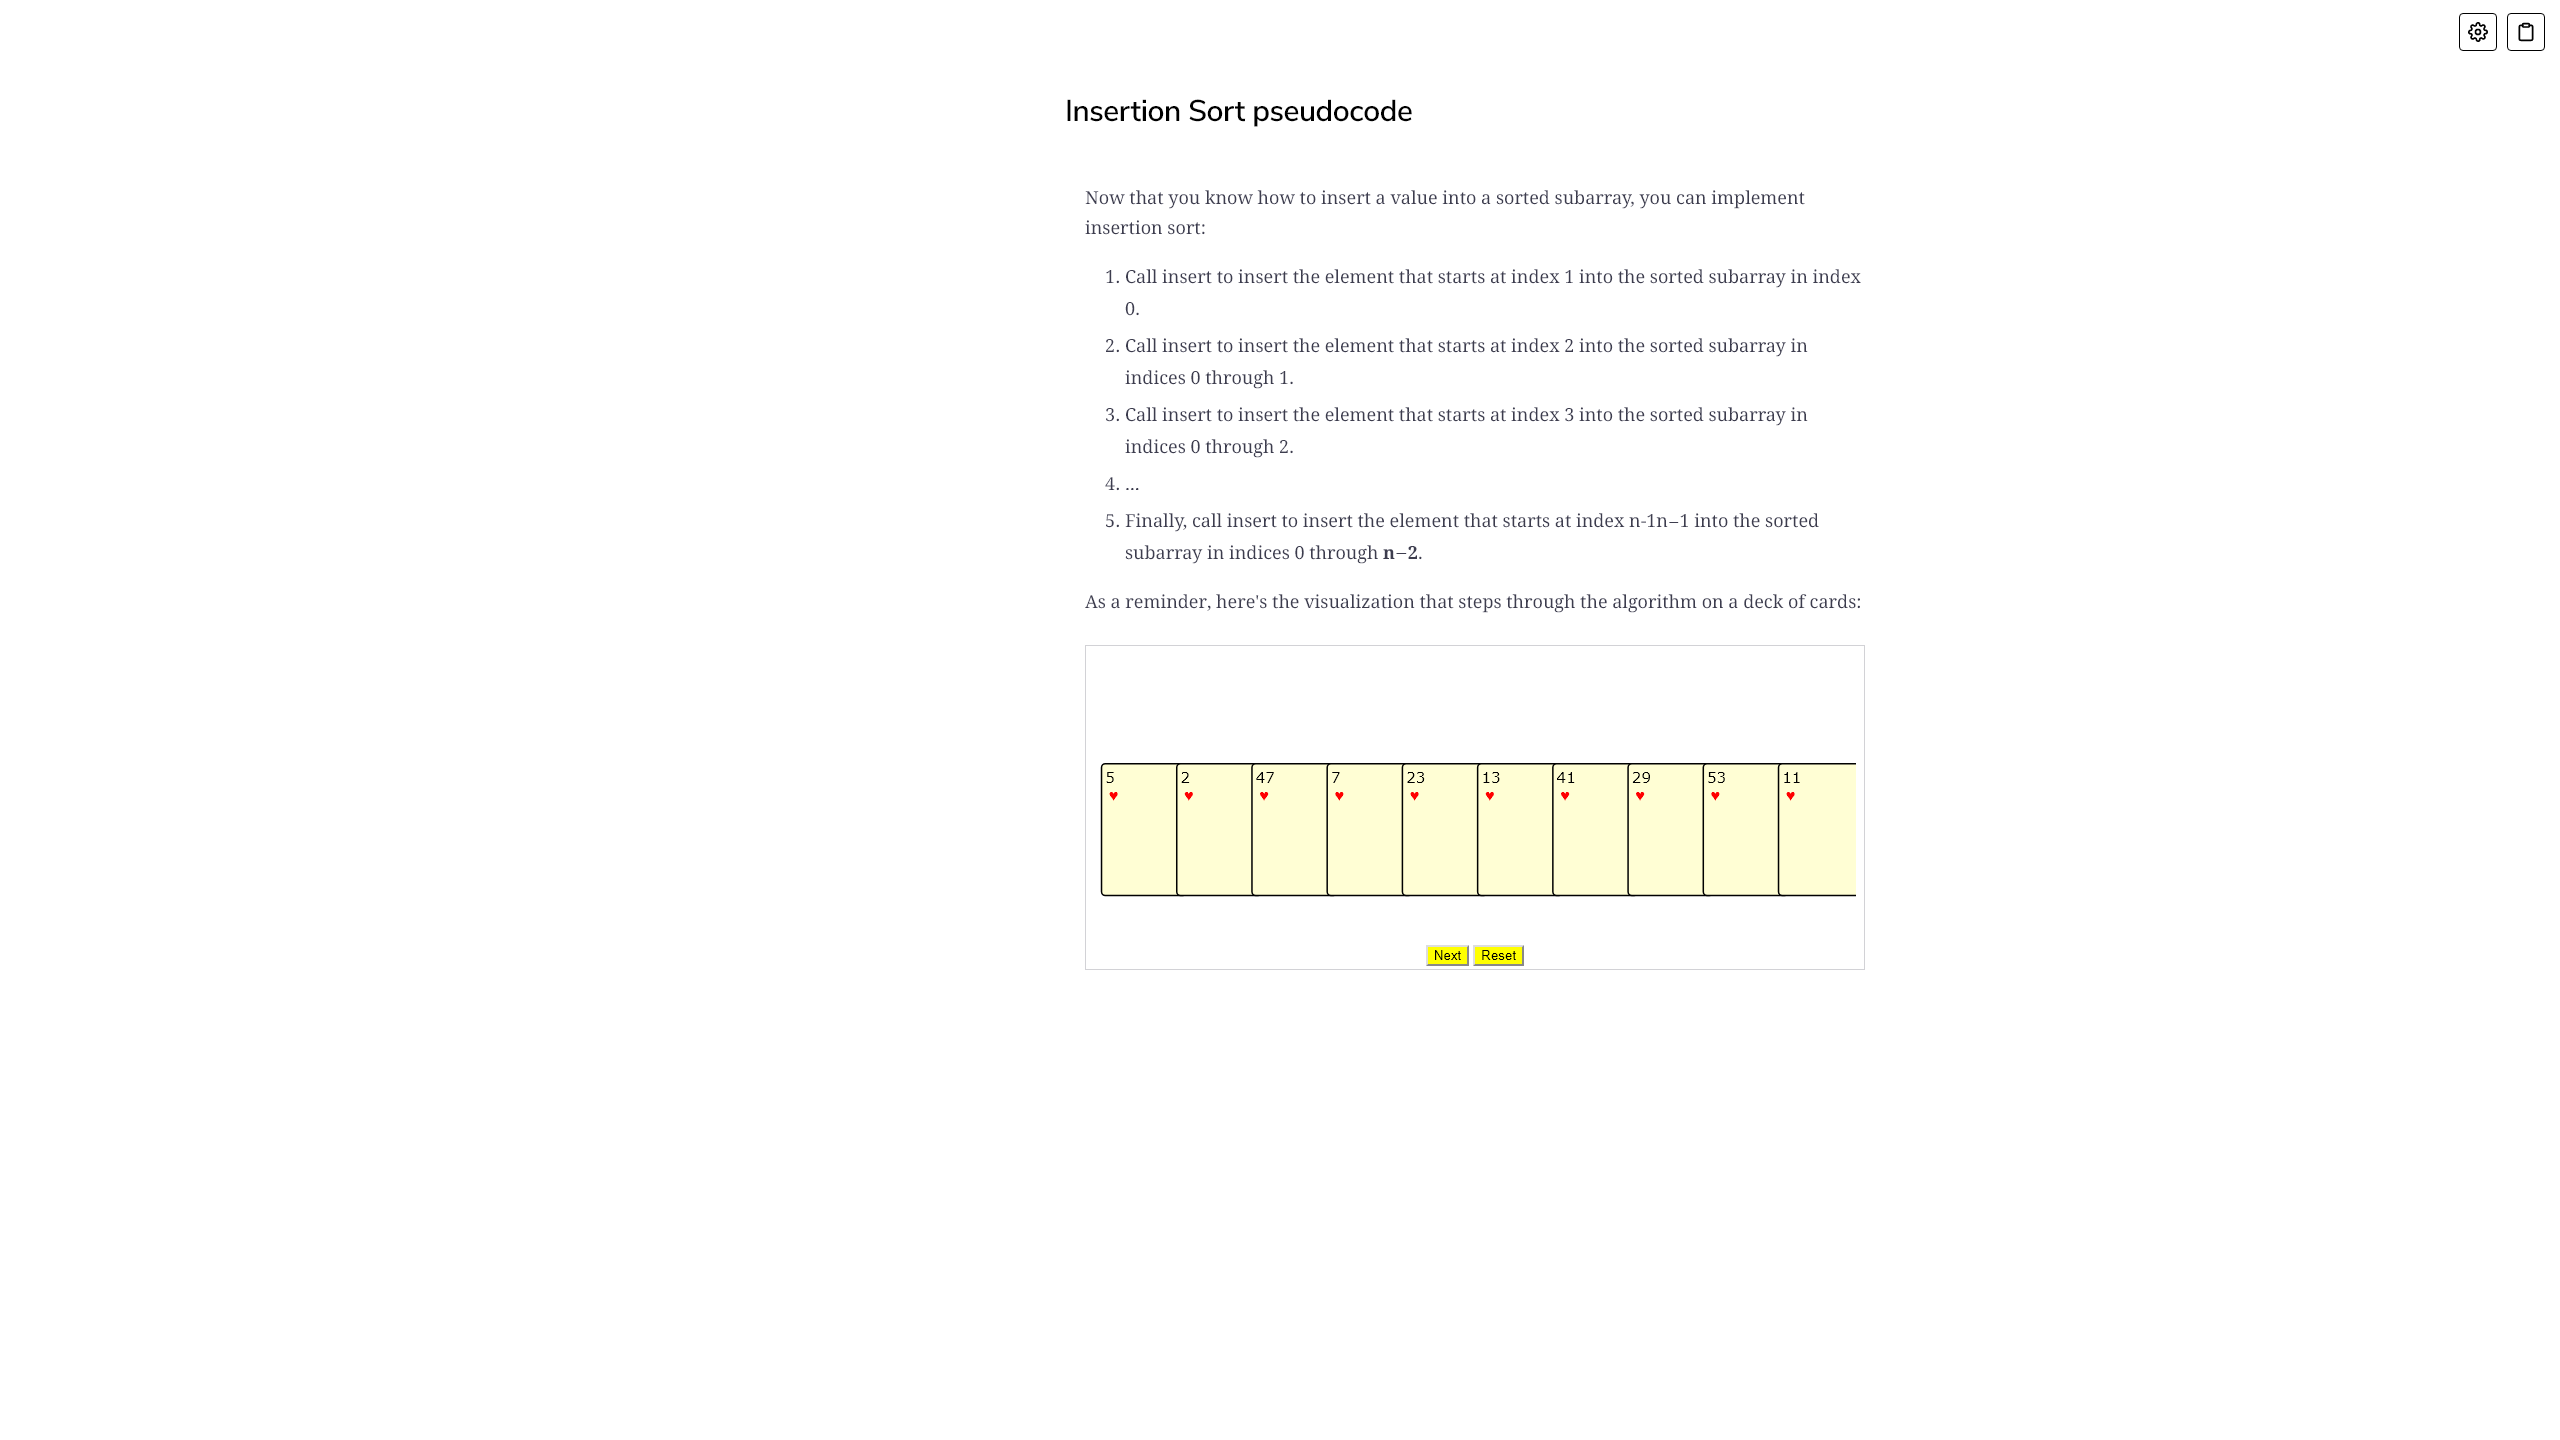 Insertion Sort pseudocode
Now that you know how to insert a value into a sorted subarray, you can implement
insertion sort:
1. Call insert to insert the element that starts at index 1 into the sorted subarray in index
0.
2. Call insert to insert the element that starts at index 2 into the sorted subarray in
indices 0 through 1.
3. Call insert to insert the element that starts at index 3 into the sorted subarray in
indices 0 through 2.
4. ...
5. Finally, call insert to insert the element that starts at index n-1n−1 into the sorted
subarray in indices 0 through n−2.
As a reminder, here's the visualization that steps through the algorithm on a deck of cards:
5 2 47 7 23 13 41 29 53 11
♥ ♥ ♥ ♥ ♥ ♥ ♥ ♥ ♥ ♥
Next Reset